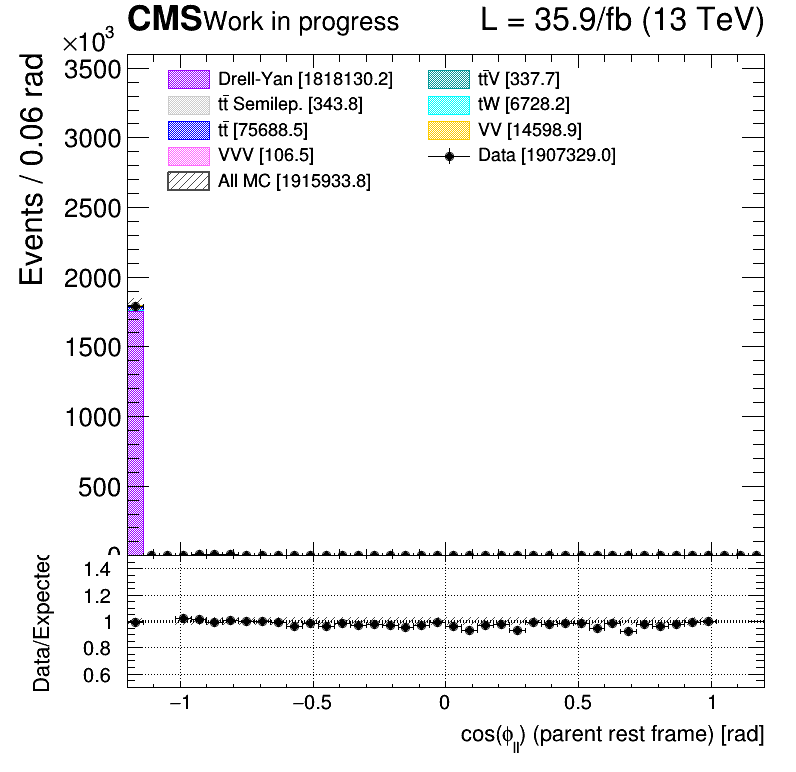 CMS Work in progress L = 35.9/fb (13 TeV)
×10³
Events / 0.06 rad
3500
3000
2500
2000
1500
1000
500
0
Drell-Yan [1818130.2]
tt̄ Semilep. [343.8]
tt̄ [75688.5]
VVV [106.5]
All MC [1915933.8]
tt̄V [337.7]
tW [6728.2]
VV [14598.9]
Data [1907329.0]
Data/Expected
1.4
1.2
1
0.8
0.6
−1 −0.5 0 0.5 1
cos(ϕ_ll) (parent rest frame) [rad]